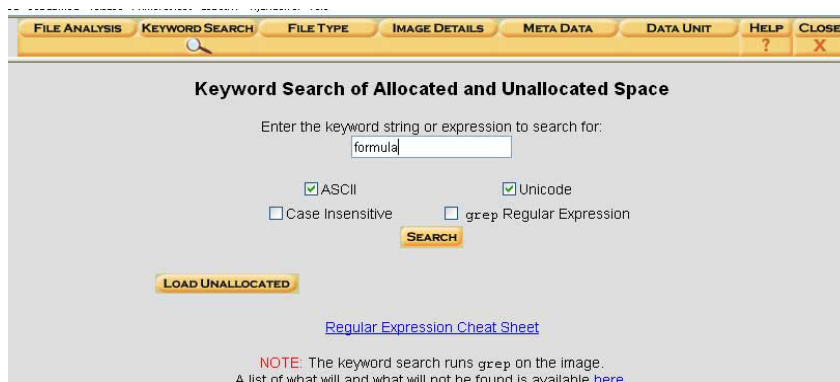 FILE ANALYSIS KEYWORD SEARCH FILE TYPE IMAGE DETAILS META DATA DATA UNIT HELP CLOSE
? X
Keyword Search of Allocated and Unallocated Space
Enter the keyword string or expression to search for:
formula
ASCII Unicode
Case Insensitive grep Regular Expression
SEARCH
LOAD UNALLOCATED
Regular Expression Cheat Sheet
NOTE: The keyword search runs grep on the image.
A list of what will and what will not be found is available here